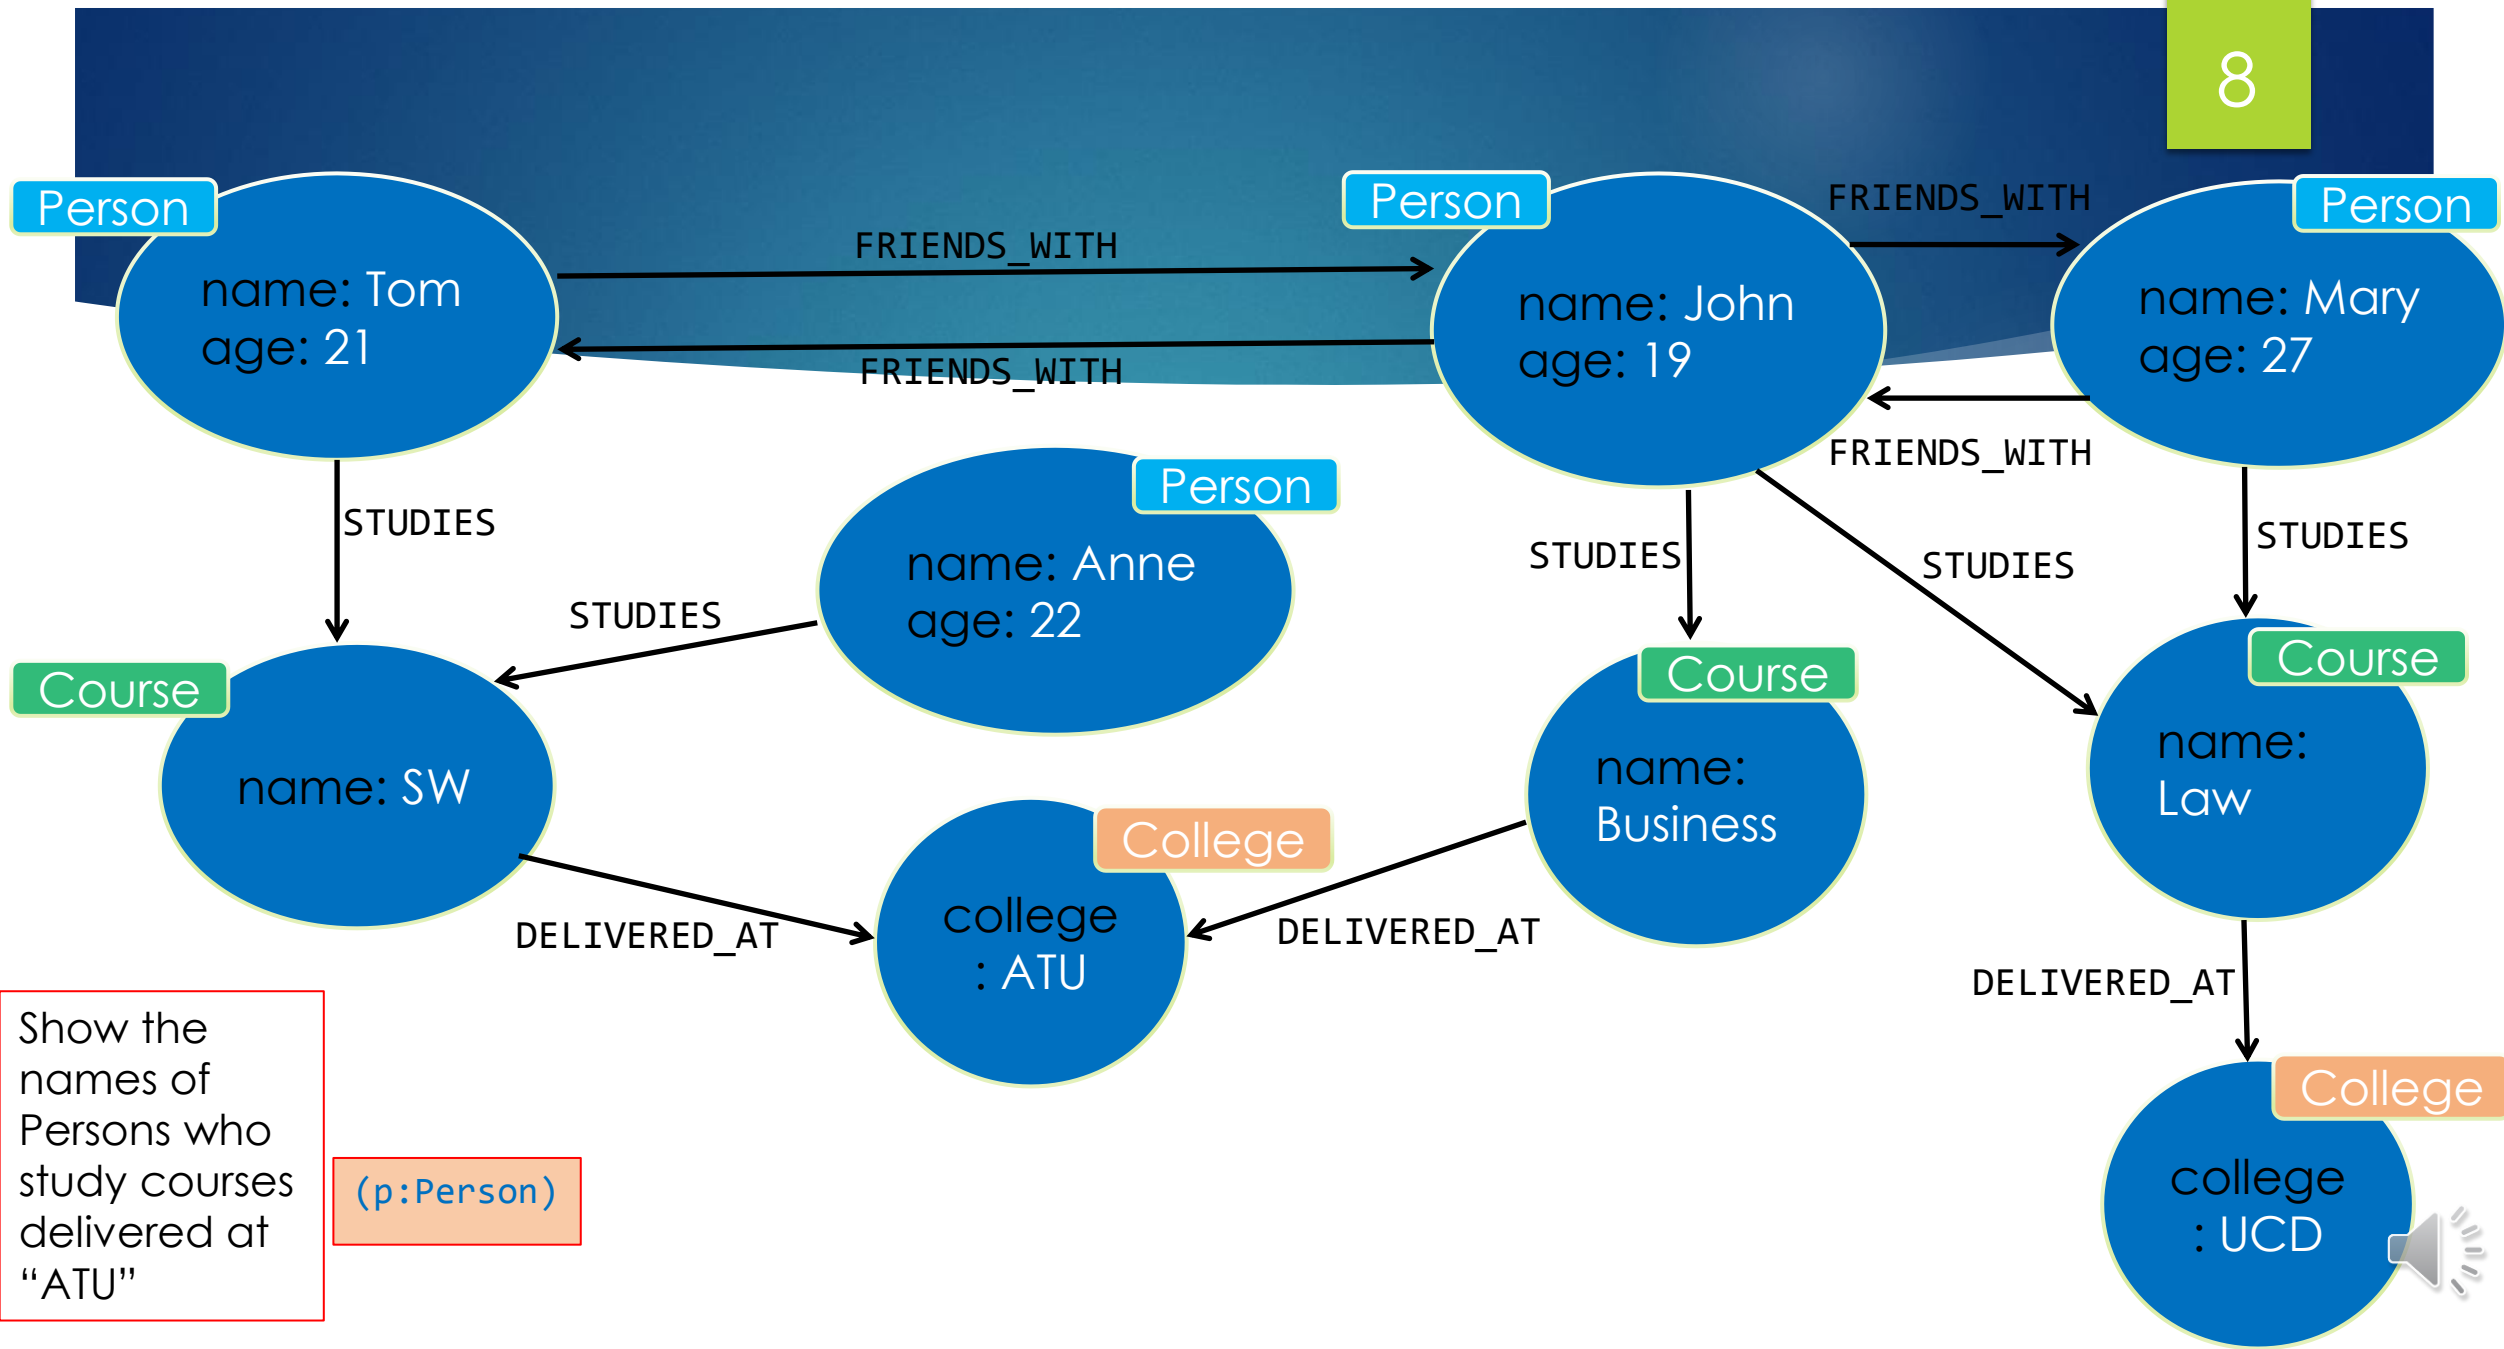 8
Person
name: Tom
age: 21
FRIENDS_WITH
FRIENDS_WITH
Person
name: John
age: 19
FRIENDS_WITH
FRIENDS_WITH
Person
name: Mary
age: 27
STUDIES
STUDIES
Person
name: Anne
age: 22
STUDIES
STUDIES
STUDIES
Course
name: SW
Course
name:
Business
Course
name:
Law
DELIVERED_AT
College
college
: ATU
DELIVERED_AT
DELIVERED_AT
College
college
: UCD
Show the
names of
Persons who
study courses
delivered at
“ATU”
(p:Person)